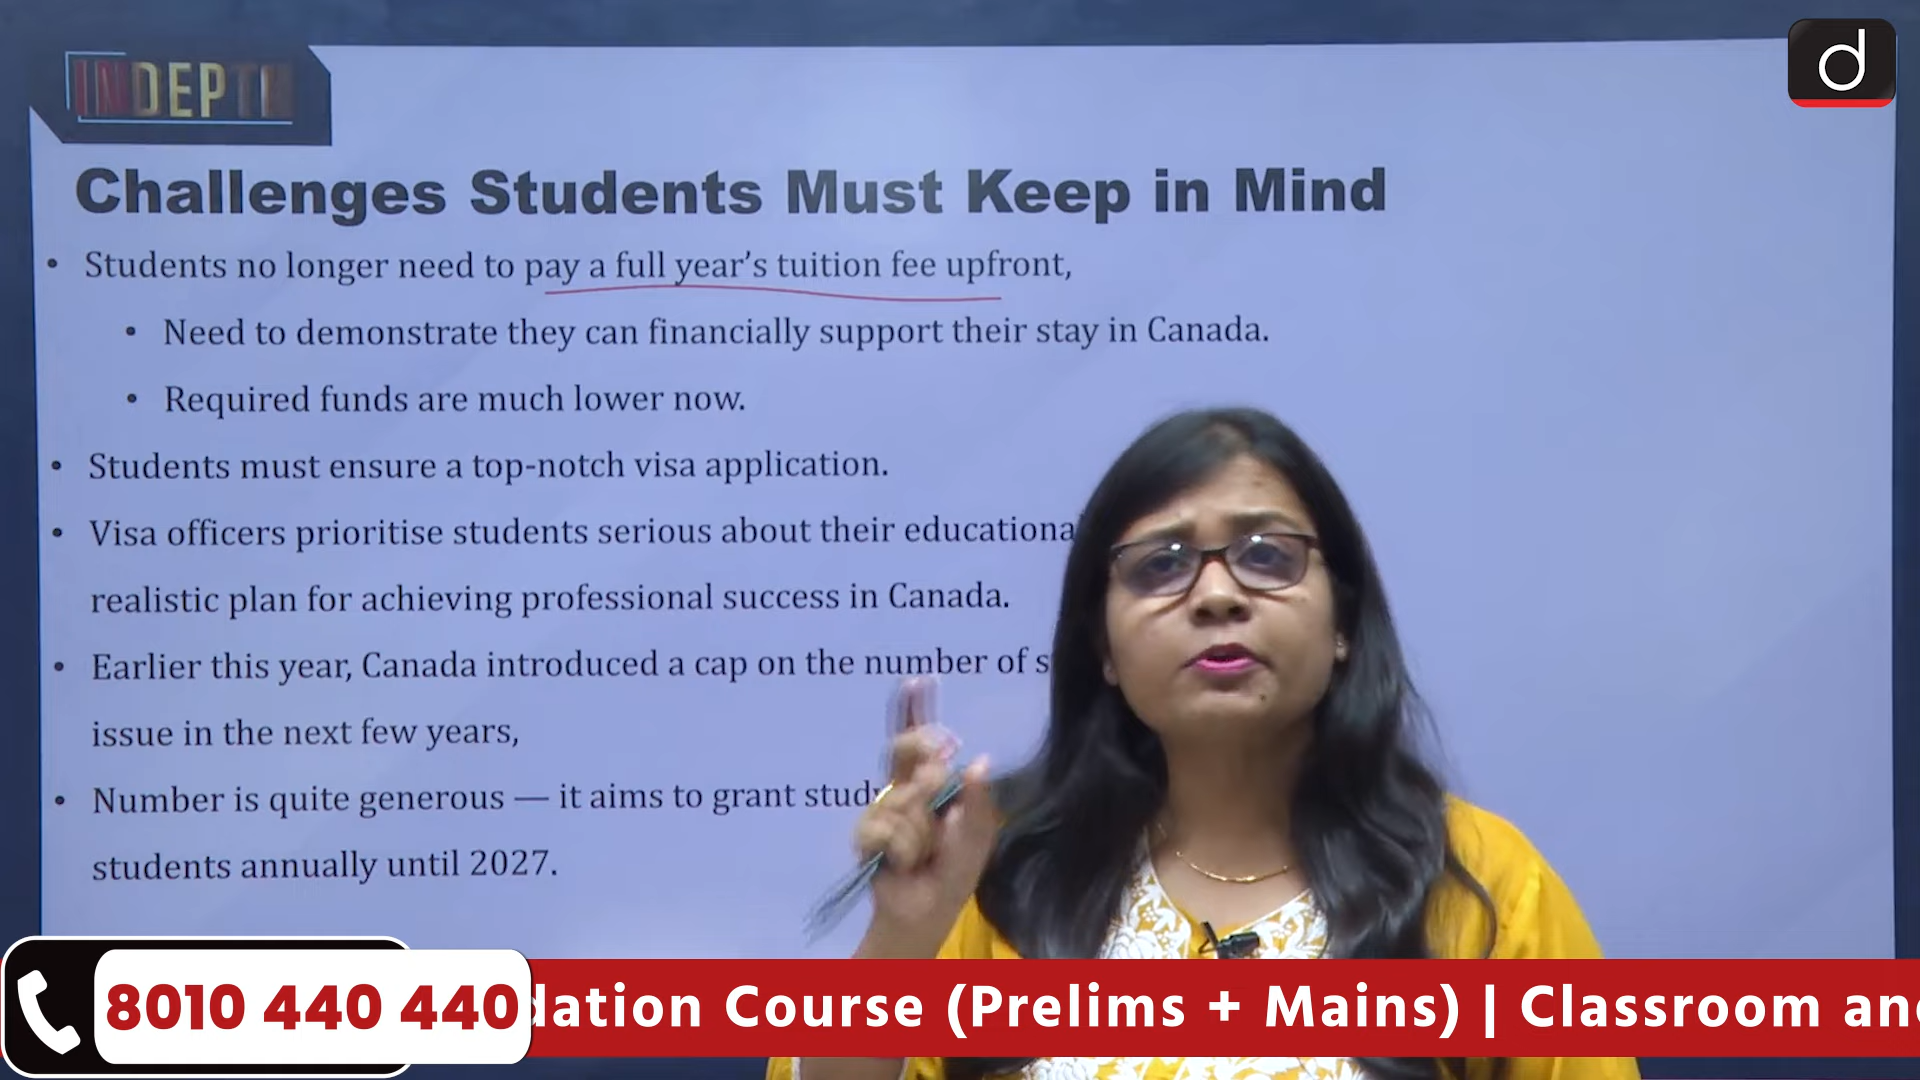 INDEPTH
d
Challenges Students Must Keep in Mind
• Students no longer need to pay a full year's tuition fee upfront,
• Need to demonstrate they can financially support their stay in Canada.
• Required funds are much lower now.
• Students must ensure a top-notch visa application.
• Visa officers prioritise students serious about their educationa
realistic plan for achieving professional success in Canada.
• Earlier this year, Canada introduced a cap on the number of s
issue in the next few years,
• Number is quite generous — it aims to grant study
students annually until 2027.
8010 440 440
dation Course (Prelims + Mains) | Classroom an